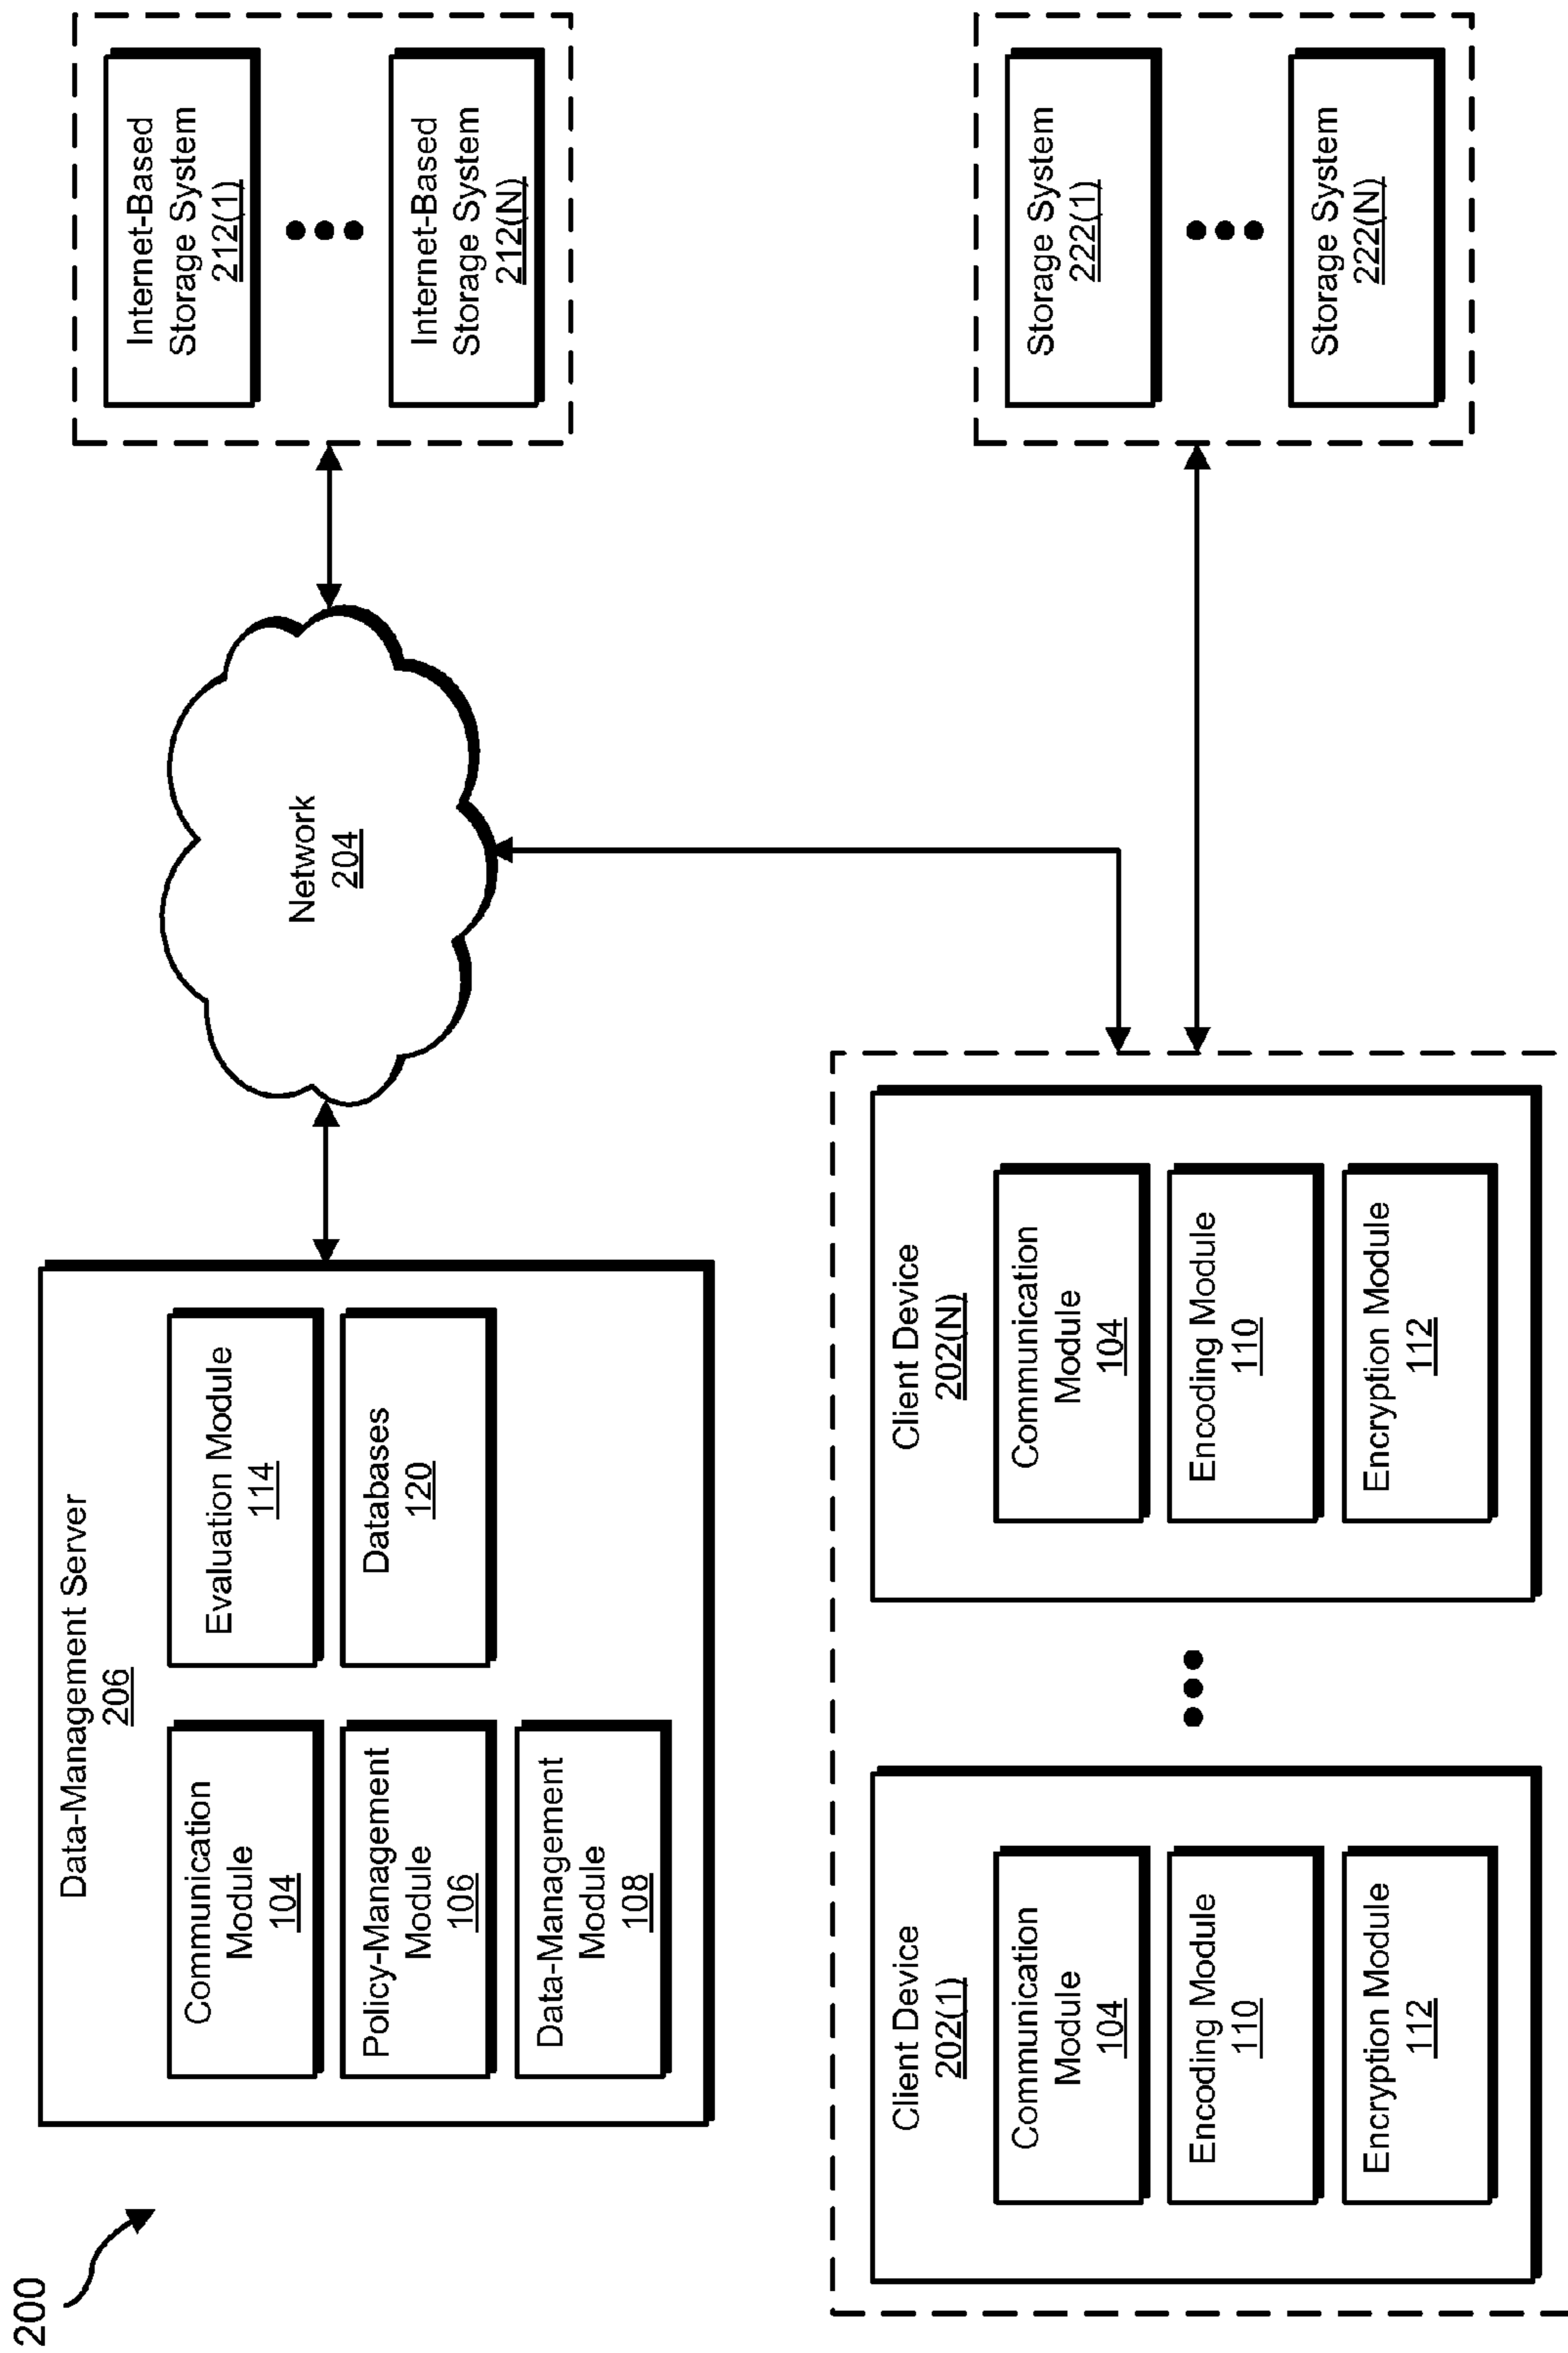 200
Data-Management Server
206
Communication
Module
104
Policy-Management
Module
106
Data-Management
Module
108
Evaluation Module
114
Databases
120
Network
204
Internet-Based
Storage System
212(1)
Internet-Based
Storage System
212(N)
Client Device
202(1)
Communication
Module
104
Encoding Module
110
Encryption Module
112
Client Device
202(N)
Communication
Module
104
Encoding Module
110
Encryption Module
112
Storage System
222(1)
Storage System
222(N)